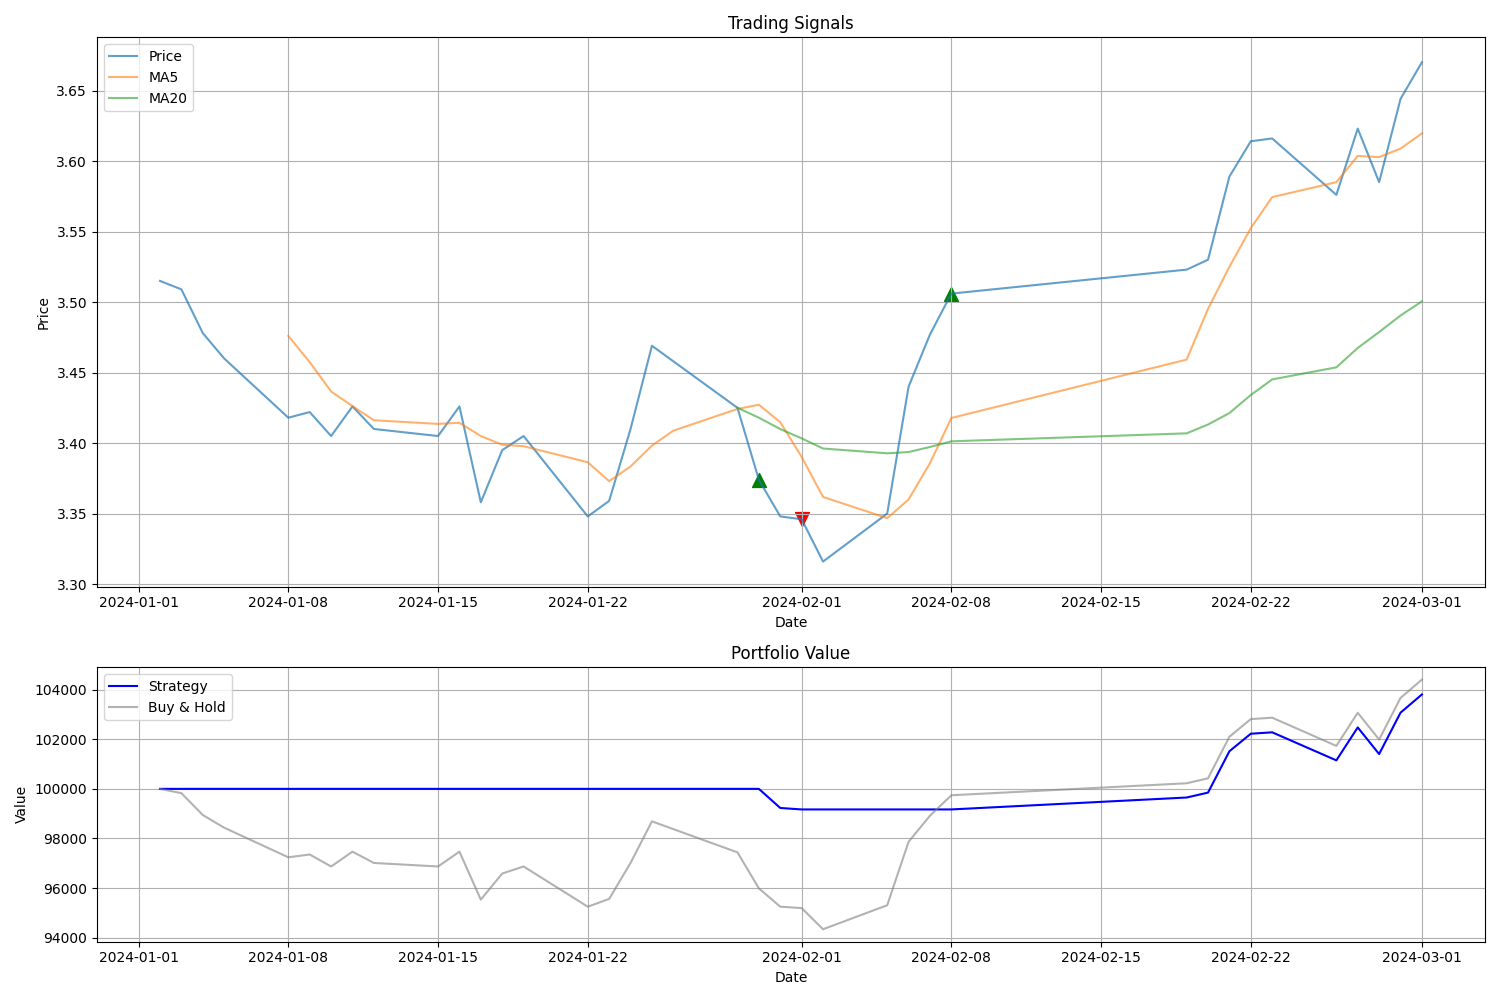 Trading Signals
Price
MA5
MA20
3.65
3.60
3.55
3.50
3.45
3.40
3.35
3.30
Price
2024-01-01 2024-01-08 2024-01-15 2024-01-22 2024-02-01 2024-02-08 2024-02-15 2024-02-22 2024-03-01
Date
Portfolio Value
Strategy
Buy & Hold
104000
102000
100000
98000
96000
94000
Value
2024-01-01 2024-01-08 2024-01-15 2024-01-22 2024-02-01 2024-02-08 2024-02-15 2024-02-22 2024-03-01
Date